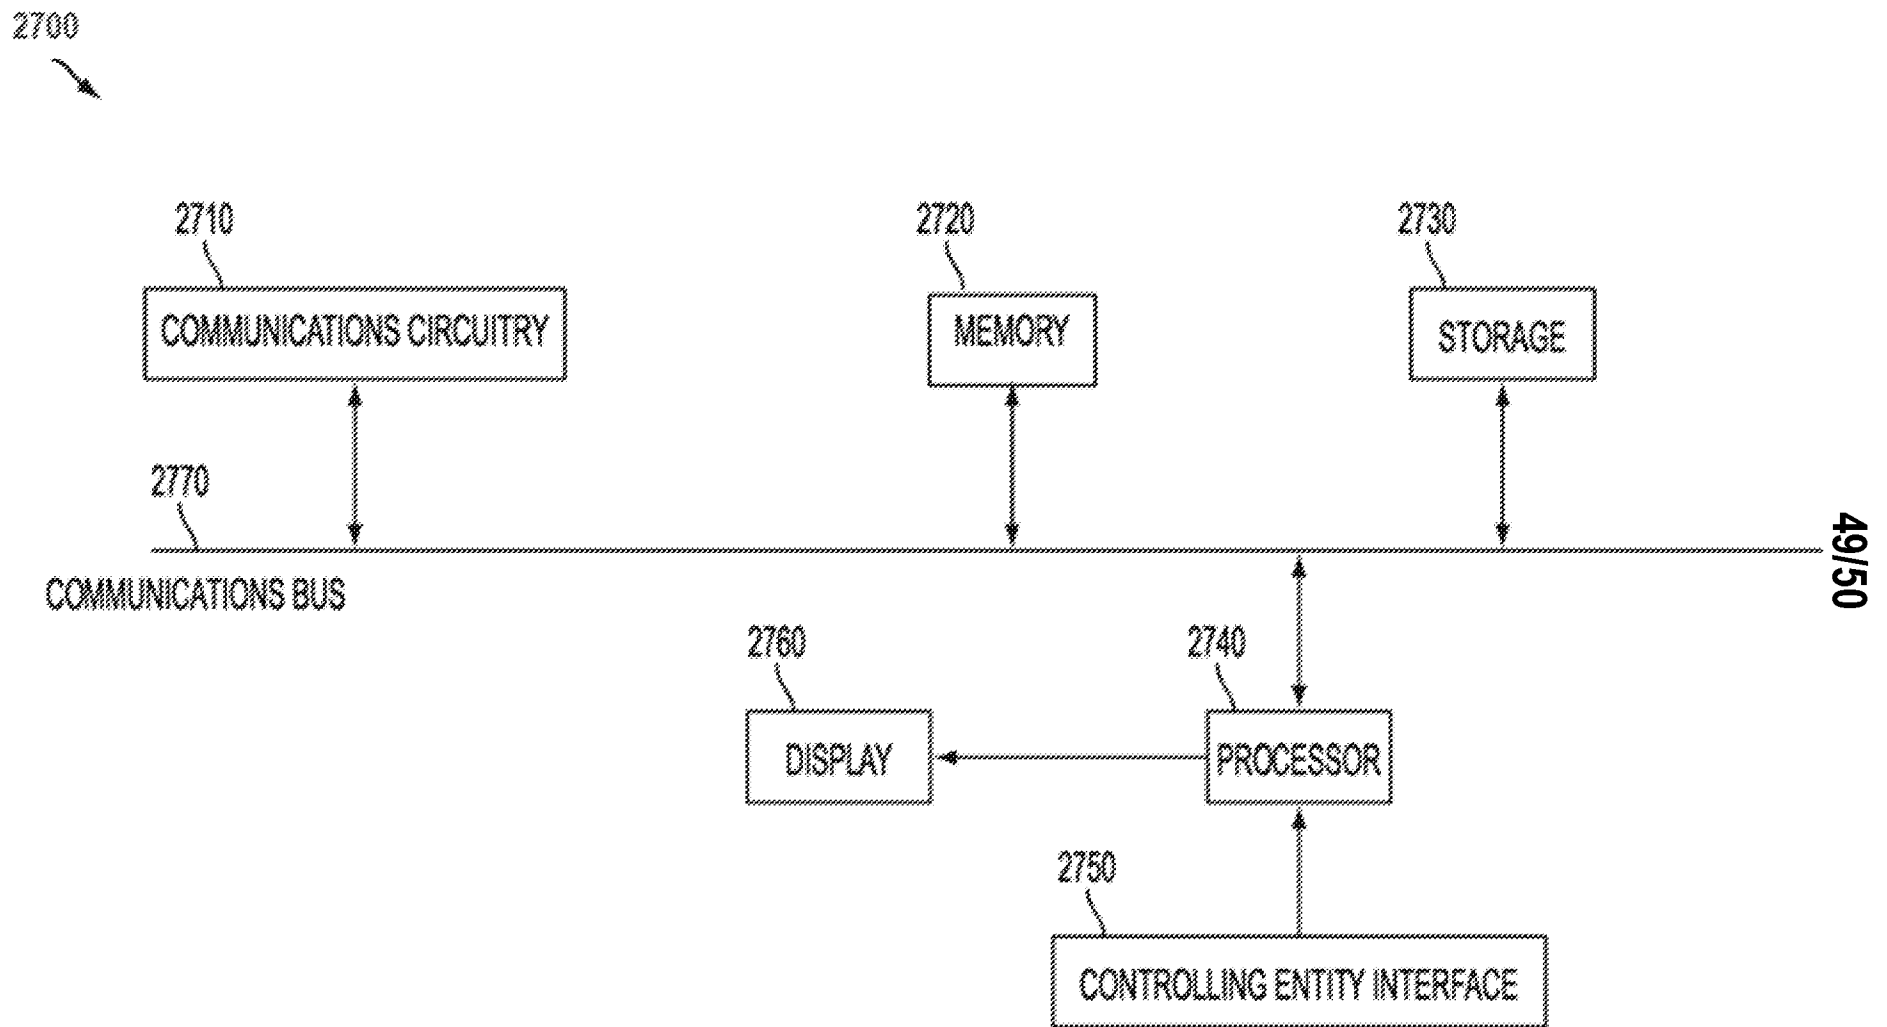 2700
2710
2720
2730
COMMUNICATIONS CIRCUITRY
MEMORY
STORAGE
2770
49/50
COMMUNICATIONS BUS
2760
2740
DISPLAY
PROCESSOR
2750
CONTROLLING ENTITY INTERFACE